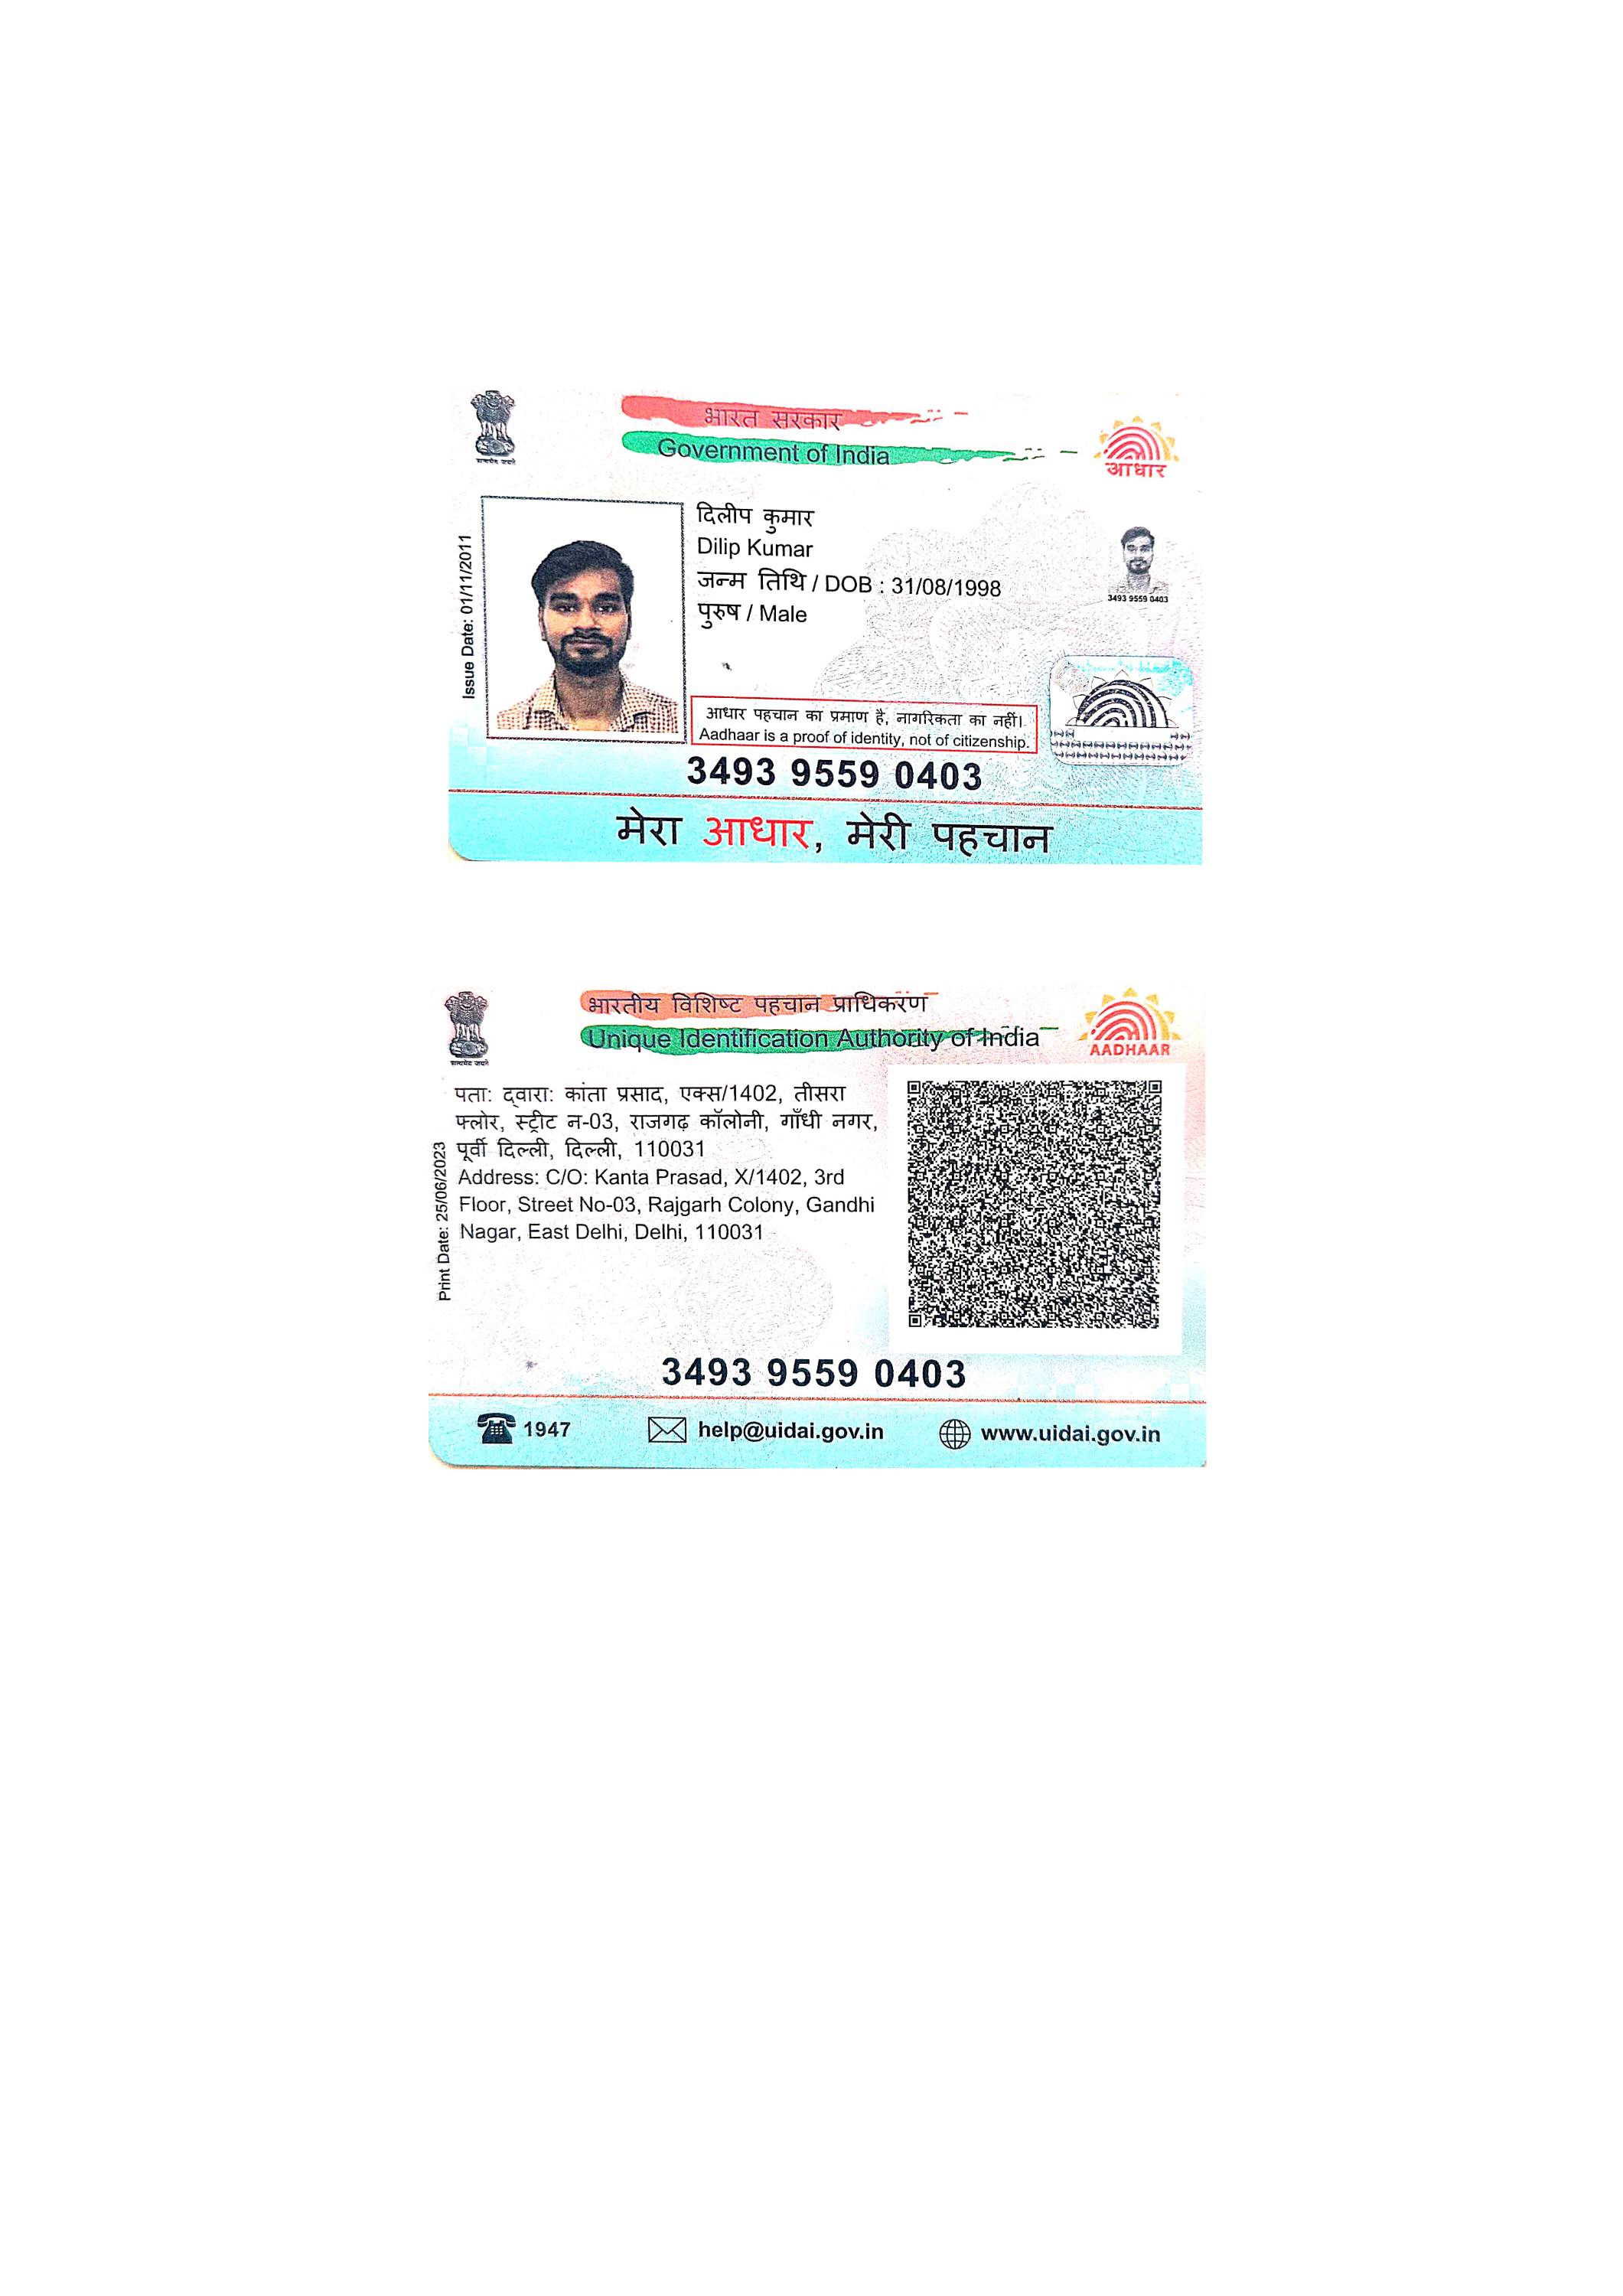 भारत सरकार
Government of India
आधार
सत्यमेव जयते
Issue Date: 01/11/2011
दिलीप कुमार
Dilip Kumar
जन्म तिथि / DOB : 31/08/1998
पुरुष / Male
3493 9559 0403
आधार पहचान का प्रमाण है, नागरिकता का नहीं।
Aadhaar is a proof of identity, not of citizenship.
3493 9559 0403
मेरा आधार, मेरी पहचान
भारतीय विशिष्ट पहचान प्राधिकरण
Unique Identification Authority of India
AADHAAR
सत्यमेव जयते
Print Date: 25/06/2023
पता: द्वारा: कांता प्रसाद, एक्स/1402, तीसरा
फ्लोर, स्ट्रीट न-03, राजगढ़ कॉलोनी, गाँधी नगर,
पूर्वी दिल्ली, दिल्ली, 110031
Address: C/O: Kanta Prasad, X/1402, 3rd
Floor, Street No-03, Rajgarh Colony, Gandhi
Nagar, East Delhi, Delhi, 110031
3493 9559 0403
1947
help@uidai.gov.in
www.uidai.gov.in